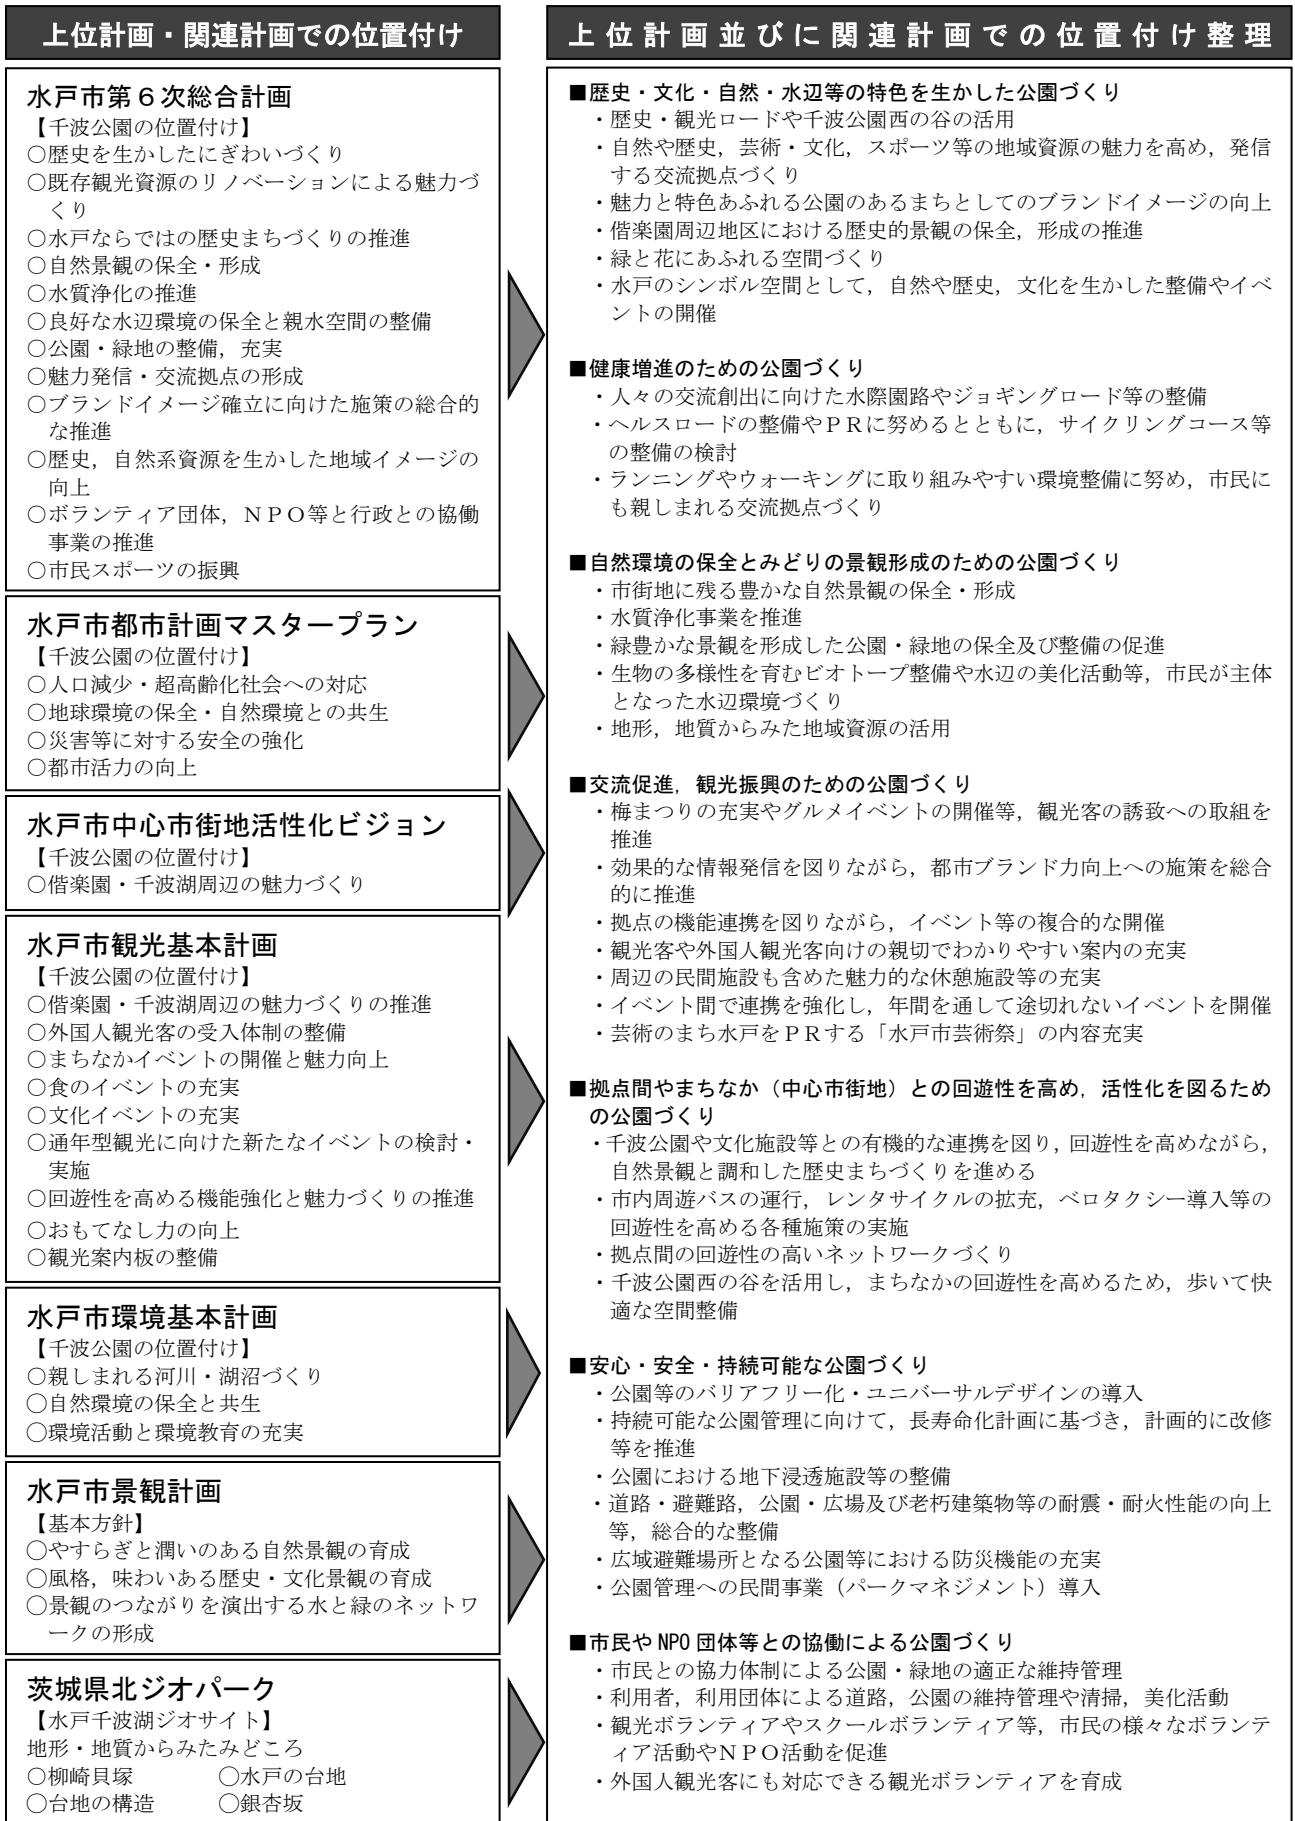 上位計画・関連計画での位置付け
水戸市第６次総合計画
【千波公園の位置付け】
○歴史を生かしたにぎわいづくり
○既存観光資源のリノベーションによる魅力づ
くり
○水戸ならではの歴史まちづくりの推進
○自然景観の保全・形成
○水質浄化の推進
○良好な水辺環境の保全と親水空間の整備
○公園・緑地の整備，充実
○魅力発信・交流拠点の形成
○ブランドイメージ確立に向けた施策の総合的
な推進
○歴史，自然系資源を生かした地域イメージの
向上
○ボランティア団体，ＮＰＯ等と行政との協働
事業の推進
○市民スポーツの振興
水戸市都市計画マスタープラン
【千波公園の位置付け】
○人口減少・超高齢化社会への対応
○地球環境の保全・自然環境との共生
○災害等に対する安全の強化
○都市活力の向上
水戸市中心市街地活性化ビジョン
【千波公園の位置付け】
○偕楽園・千波湖周辺の魅力づくり
水戸市観光基本計画
【千波公園の位置付け】
○偕楽園・千波湖周辺の魅力づくりの推進
○外国人観光客の受入体制の整備
○まちなかイベントの開催と魅力向上
○食のイベントの充実
○文化イベントの充実
○通年型観光に向けた新たなイベントの検討・
実施
○回遊性を高める機能強化と魅力づくりの推進
○おもてなし力の向上
○観光案内板の整備
水戸市環境基本計画
【千波公園の位置付け】
○親しまれる河川・湖沼づくり
○自然環境の保全と共生
○環境活動と環境教育の充実
水戸市景観計画
【基本方針】
○やすらぎと潤いのある自然景観の育成
○風格，味わいある歴史・文化景観の育成
○景観のつながりを演出する水と緑のネットワ
ークの形成
茨城県北ジオパーク
【水戸千波湖ジオサイト】
地形・地質からみたみどころ
○柳崎貝塚　　　　○水戸の台地
○台地の構造　　　○銀杏坂
上位計画並びに関連計画での位置付け整理
■歴史・文化・自然・水辺等の特色を生かした公園づくり
・歴史・観光ロードや千波公園西の谷の活用
・自然や歴史，芸術・文化，スポーツ等の地域資源の魅力を高め，発信
する交流拠点づくり
・魅力と特色あふれる公園のあるまちとしてのブランドイメージの向上
・偕楽園周辺地区における歴史的景観の保全，形成の推進
・緑と花にあふれる空間づくり
・水戸のシンボル空間として，自然や歴史，文化を生かした整備やイベ
ントの開催
■健康増進のための公園づくり
・人々の交流創出に向けた水際園路やジョギングロード等の整備
・ヘルスロードの整備やＰＲに努めるとともに，サイクリングコース等
の整備の検討
・ランニングやウォーキングに取り組みやすい環境整備に努め，市民に
も親しまれる交流拠点づくり
■自然環境の保全とみどりの景観形成のための公園づくり
・市街地に残る豊かな自然景観の保全・形成
・水質浄化事業を推進
・緑豊かな景観を形成した公園・緑地の保全及び整備の促進
・生物の多様性を育むビオトープ整備や水辺の美化活動等，市民が主体
となった水辺環境づくり
・地形，地質からみた地域資源の活用
■交流促進，観光振興のための公園づくり
・梅まつりの充実やグルメイベントの開催等，観光客の誘致への取組を
推進
・効果的な情報発信を図りながら，都市ブランド力向上への施策を総合
的に推進
・拠点の機能連携を図りながら，イベント等の複合的な開催
・観光客や外国人観光客向けの親切でわかりやすい案内の充実
・周辺の民間施設も含めた魅力的な休憩施設等の充実
・イベント間で連携を強化し，年間を通して途切れないイベントを開催
・芸術のまち水戸をＰＲする「水戸市芸術祭」の内容充実
■拠点間やまちなか（中心市街地）との回遊性を高め，活性化を図るため
の公園づくり
・千波公園や文化施設等との有機的な連携を図り，回遊性を高めながら，
自然景観と調和した歴史まちづくりを進める
・市内周遊バスの運行，レンタサイクルの拡充，ベロタクシー導入等の
回遊性を高める各種施策の実施
・拠点間の回遊性の高いネットワークづくり
・千波公園西の谷を活用し，まちなかの回遊性を高めるため，歩いて快
適な空間整備
■安心・安全・持続可能な公園づくり
・公園等のバリアフリー化・ユニバーサルデザインの導入
・持続可能な公園管理に向けて，長寿命化計画に基づき，計画的に改修
等を推進
・公園における地下浸透施設等の整備
・道路・避難路，公園・広場及び老朽建築物等の耐震・耐火性能の向上
等，総合的な整備
・広域避難場所となる公園等における防災機能の充実
・公園管理への民間事業（パークマネジメント）導入
■市民や NPO 団体等との協働による公園づくり
・市民との協力体制による公園・緑地の適正な維持管理
・利用者，利用団体による道路，公園の維持管理や清掃，美化活動
・観光ボランティアやスクールボランティア等，市民の様々なボランテ
ィア活動やＮＰＯ活動を促進
・外国人観光客にも対応できる観光ボランティアを育成